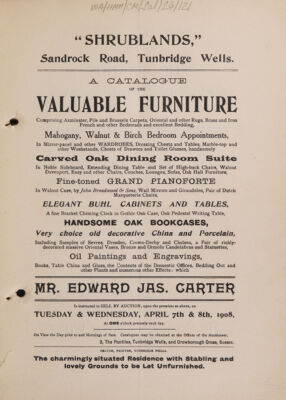 "SHRUBLANDS,"
Sandrock Road, Tunbridge Wells.
A CATALOGUE
OF THE
VALUABLE FURNITURE
Comprising Axminster, Pile and Brussels Carpets, Oriental and other Rugs, Brass and Iron
French and other Bedsteads and excellent Bedding,
Mahogany, Walnut & Birch Bedroom Appointments,
In Mirror-panel and other WARDROBES, Dressing Chests and Tables, Marble-top and
other Washstands, Chests of Drawers and Toilet Glasses, handsomely
Carved Oak Dining Room Suite
In Noble Sideboard, Extending Dining Table and Set of High-back Chairs, Walnut
Davenport, Easy and other Chairs, Couches, Lounges, Sofas, Oak Hall Furniture,
Fine-toned GRAND PIANOFORTE
In Walnut Case, by John Broadwood & Sons, Wall Mirrors and Girandoles, Pair of Dutch
Marqueterie Chairs,
ELEGANT BUHL CABINETS AND TABLES,
A fine Bracket Chiming Clock in Gothic Oak Case, Oak Pedestal Writing Table,
HANDSOME OAK BOOKCASES,
Very choice old decorative China and Porcelain,
Including Samples of Sevres, Dresden, Crown-Derby and Chelsea, a Pair of richly-
decorated massive Oriental Vases, Bronze and Ormolu Candelabras and Statuettes,
Oil Paintings and Engravings,
Books, Table China and Glass, the Contents of the Domestic Offices, Bedding Out and
other Plants and numerous other Effects: which
MR. EDWARD JAS. CARTER
Is instructed to SELL BY AUCTION, upon the premises as above, on
TUESDAY & WEDNESDAY, APRIL 7th & 8th, 1908,
At ONE o'clock precisely each day.
On View the Day prior to and Mornings of Sale. Catalogues may be obtained at the Offices of the Auctioneer,
3, The Pantiles, Tunbridge Wells, and Crowborough Cross, Sussex.
PRINTER, TUNBRIDGE WELLS.
The charmingly situated Residence with Stabling and
lovely Grounds to be Let Unfurnished.